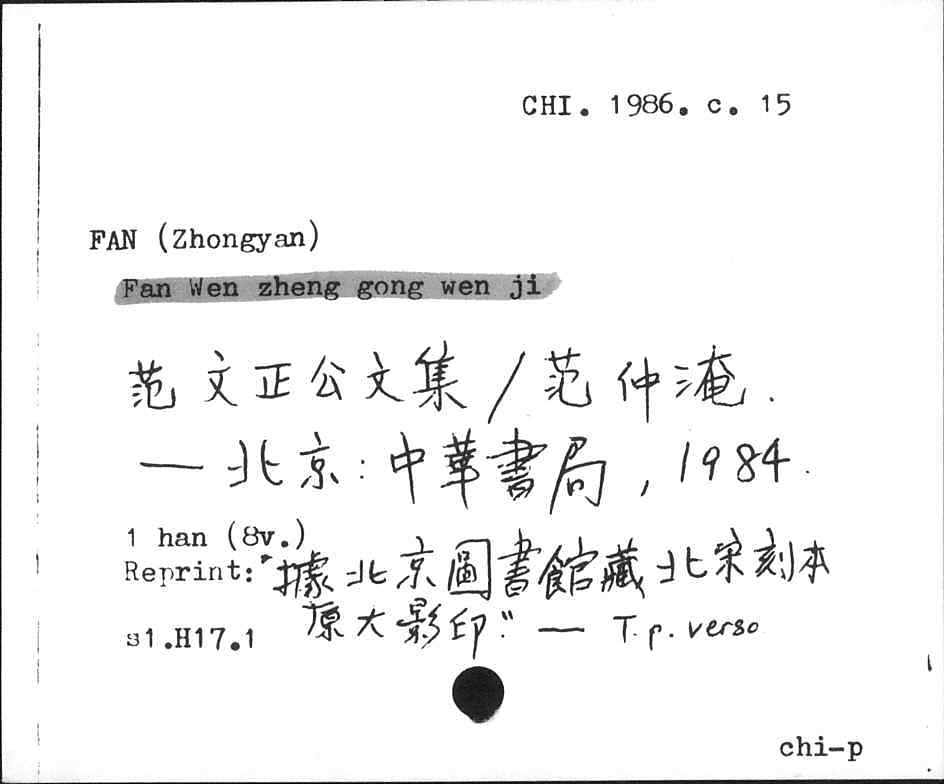 CHI. 1986. c. 15
FAN (Zhongyan)
Fan Wen zheng gong wen ji
范文正公文集 / 范仲淹.
— 北京: 中華書局, 1984.
1 han (8v.)
Reprint: "據北京圖書館藏北宋刻本
原大影印" — T.p. verso
s1.H17.1
chi-p